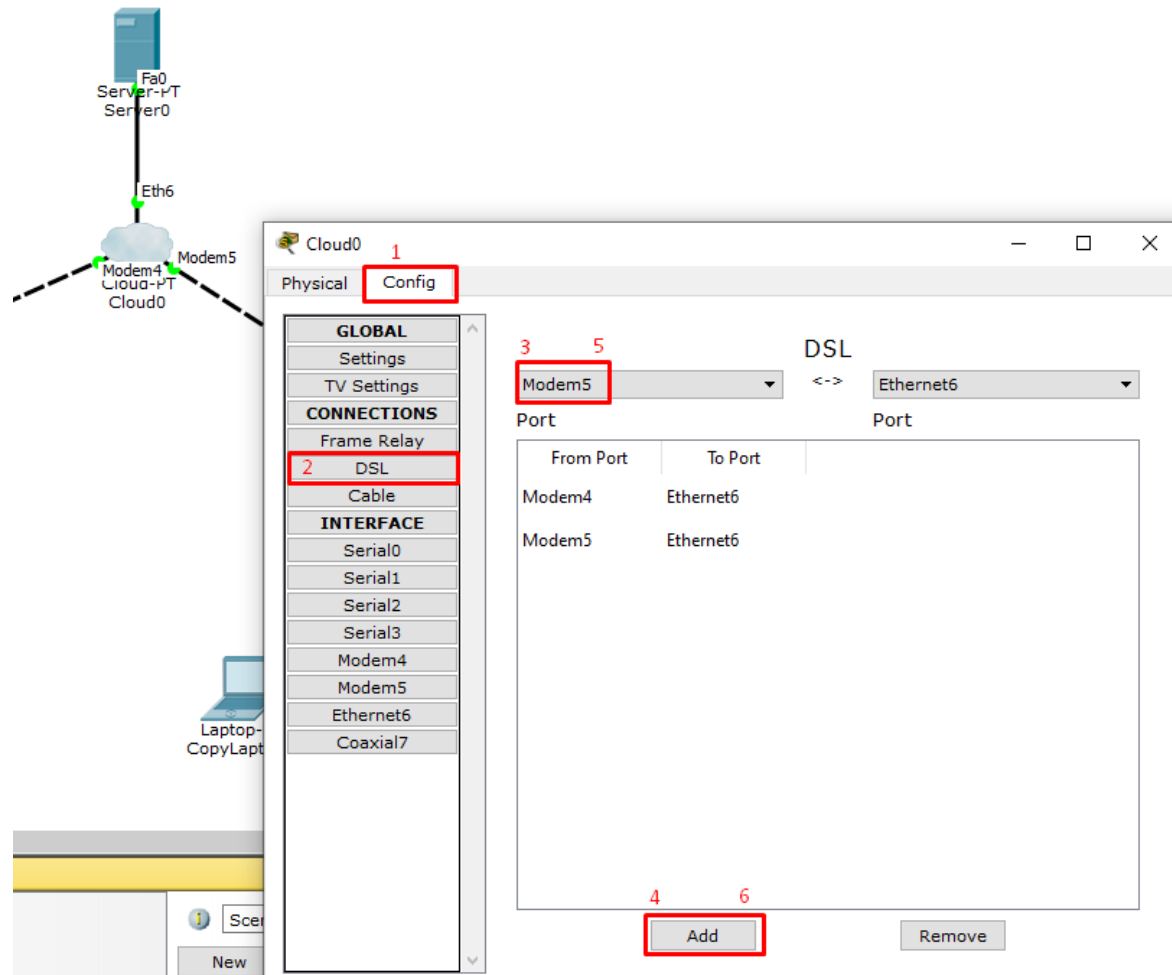 Fa0
Server-PT
Server0
Eth6
Modem5
Modem4
Cloud-PT
Cloud0
Laptop-
CopyLapt
Scer
New
Cloud0
1
Physical
Config
GLOBAL
Settings
TV Settings
CONNECTIONS
Frame Relay
2 DSL
Cable
INTERFACE
Serial0
Serial1
Serial2
Serial3
Modem4
Modem5
Ethernet6
Coaxial7
3 5
DSL
Modem5 <-> Ethernet6
Port Port
From Port To Port
Modem4 Ethernet6
Modem5 Ethernet6
4 6
Add Remove